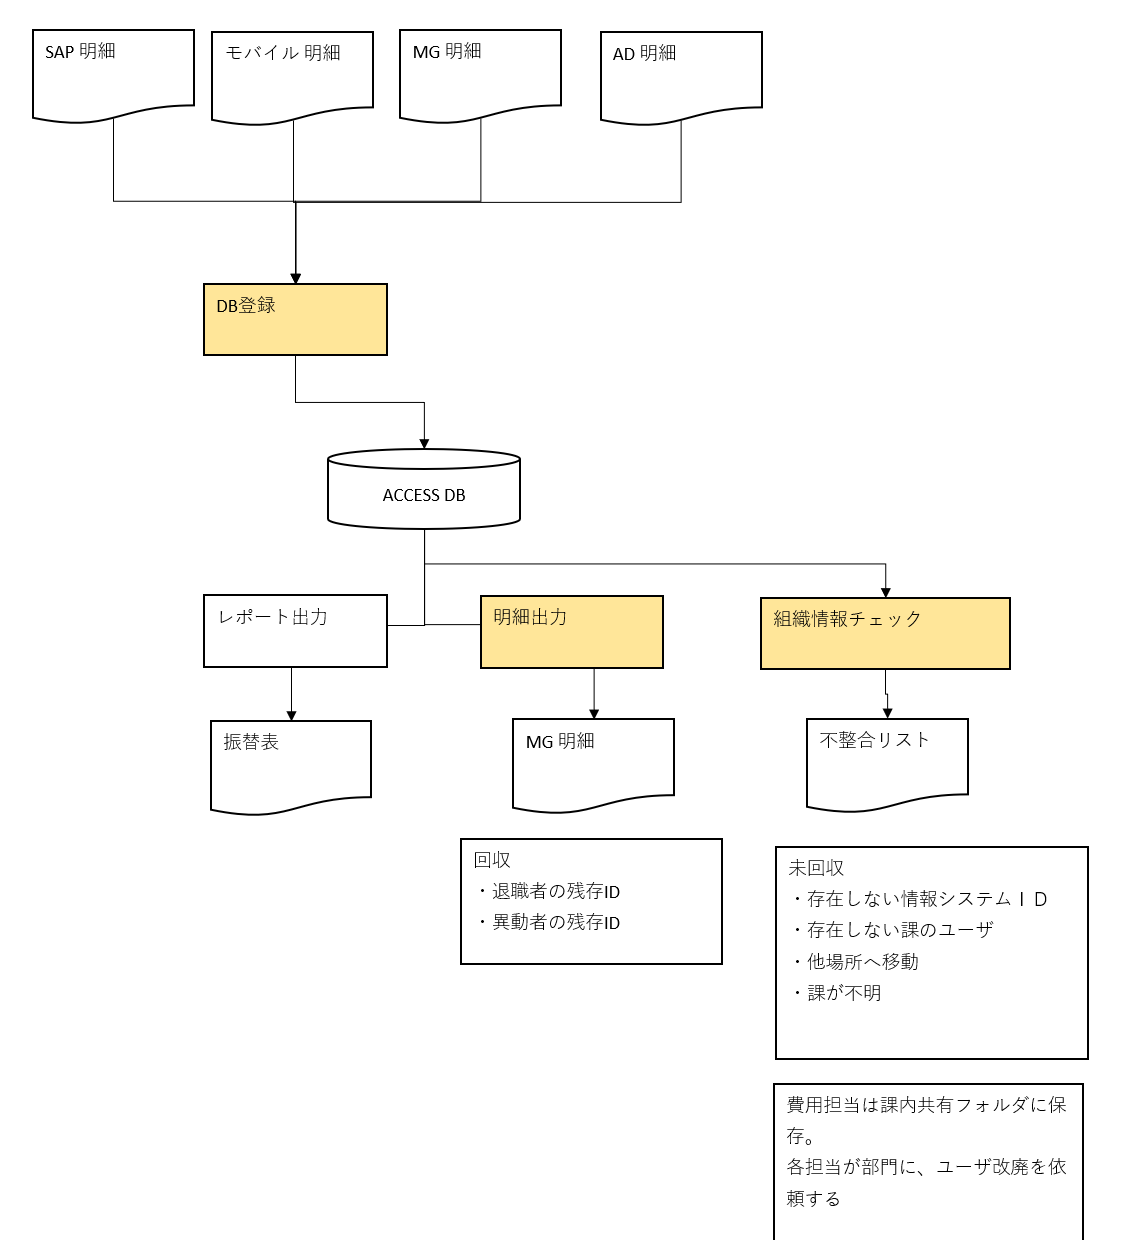 SAP 明細
モバイル 明細
MG 明細
AD 明細
DB登録
ACCESS DB
レポート出力
明細出力
組織情報チェック
振替表
MG 明細
不整合リスト
回収
・退職者の残存ID
・異動者の残存ID
未回収
・存在しない情報システムＩＤ
・存在しない課のユーザ
・他場所へ移動
・課が不明
費用担当は課内共有フォルダに保
存。
各担当が部門に、ユーザ改廃を依
頼する